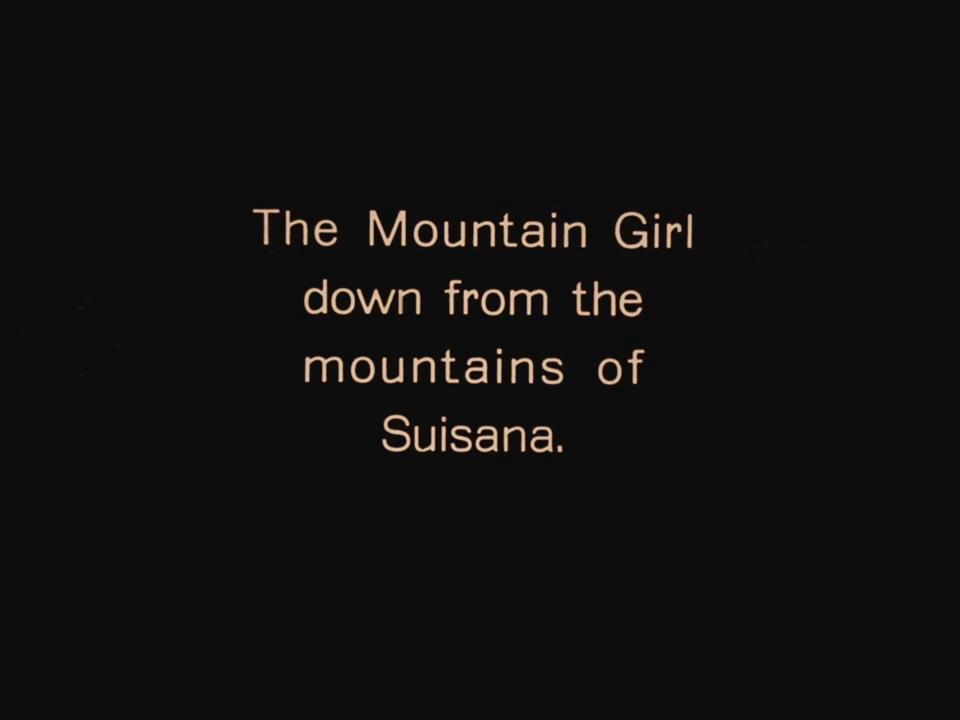 The Mountain Girl
down from the
mountains of
Suisana.